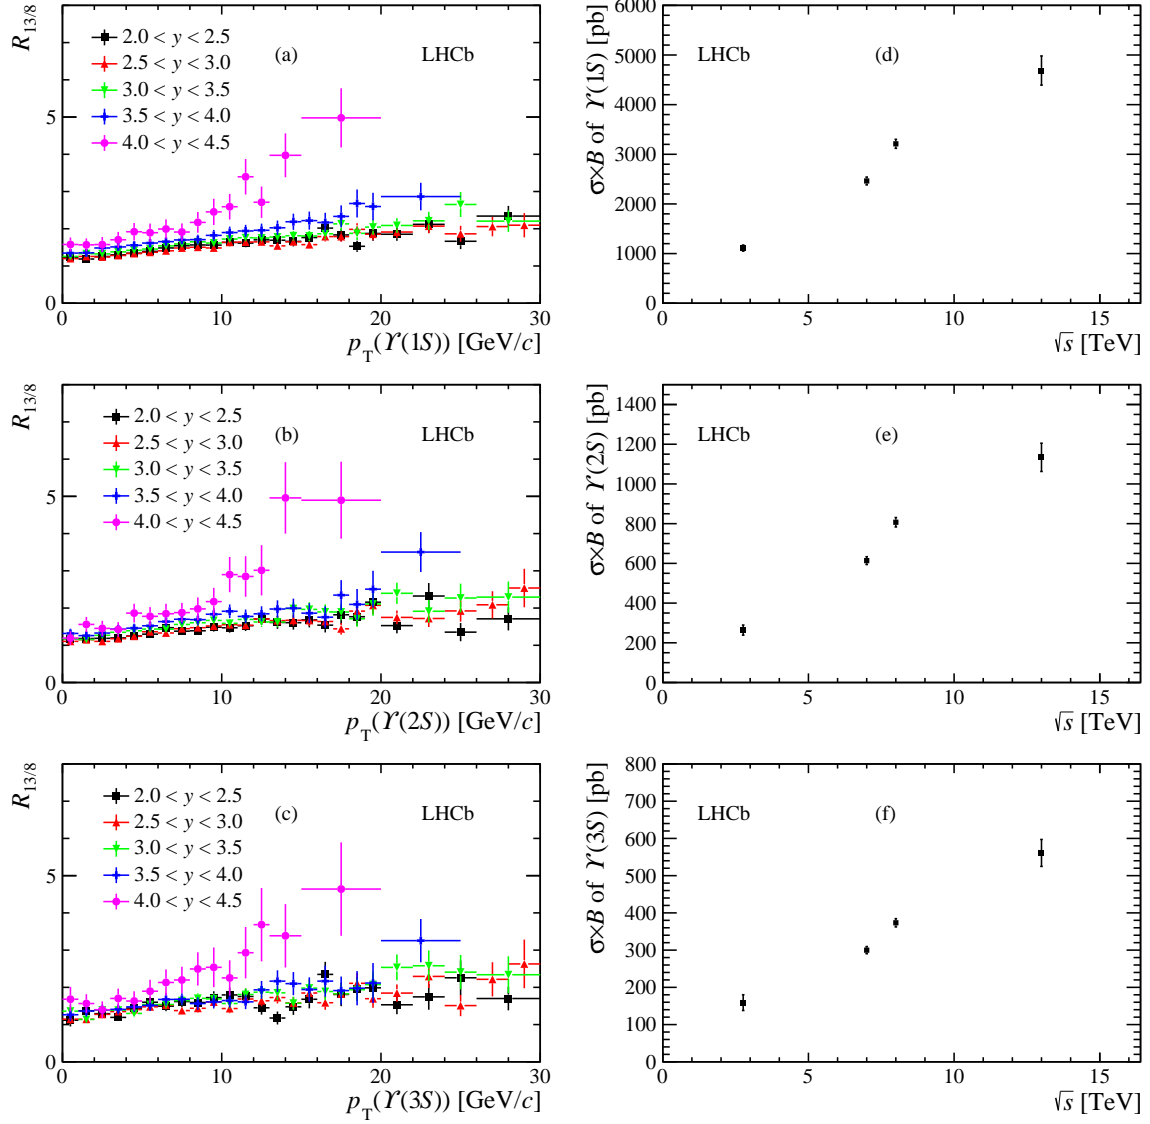 R13/8
2.0 < y < 2.5
2.5 < y < 3.0
3.0 < y < 3.5
3.5 < y < 4.0
4.0 < y < 4.5
(a)
LHCb
5
0
0 10 20 30
pT(ϒ(1S)) [GeV/c]
σ×B of ϒ(1S) [pb]
6000
5000
4000
3000
2000
1000
0
LHCb
(d)
0 5 10 15
√s [TeV]
R13/8
2.0 < y < 2.5
2.5 < y < 3.0
3.0 < y < 3.5
3.5 < y < 4.0
4.0 < y < 4.5
(b)
LHCb
5
0
0 10 20 30
pT(ϒ(2S)) [GeV/c]
σ×B of ϒ(2S) [pb]
1400
1200
1000
800
600
400
200
0
LHCb
(e)
0 5 10 15
√s [TeV]
R13/8
2.0 < y < 2.5
2.5 < y < 3.0
3.0 < y < 3.5
3.5 < y < 4.0
4.0 < y < 4.5
(c)
LHCb
5
0
0 10 20 30
pT(ϒ(3S)) [GeV/c]
σ×B of ϒ(3S) [pb]
800
700
600
500
400
300
200
100
0
LHCb
(f)
0 5 10 15
√s [TeV]